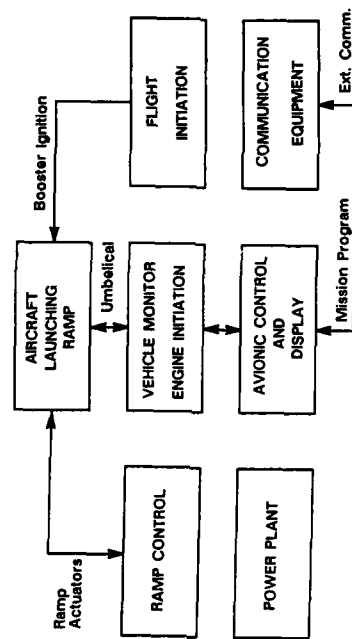 AIRCRAFT
LAUNCHING
RAMP
Booster Ignition
Ramp
Actuators
Umbelical
RAMP CONTROL
VEHICLE MONITOR
ENGINE INITIATION
FLIGHT
INITIATION
POWER PLANT
AVIONIC CONTROL
AND
DISPLAY
COMMUNICATION
EQUIPMENT
Mission Program
Ext. Comm.